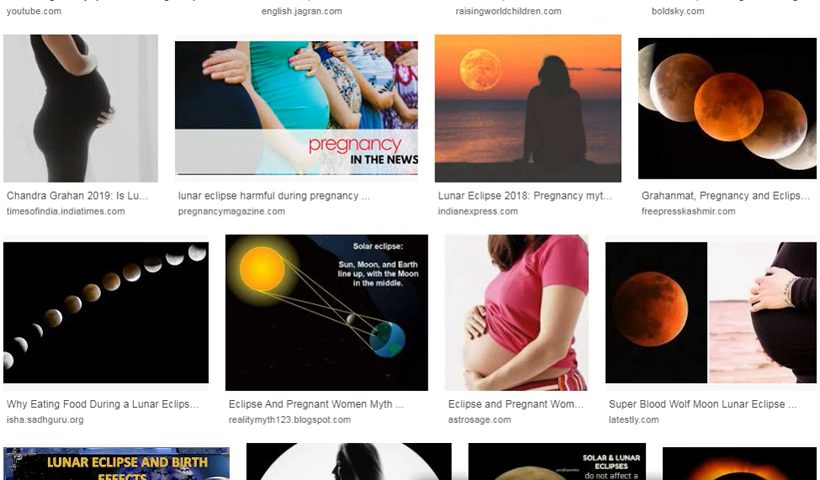 youtube.com
english.jagran.com
raisingworldchildren.com
boldsky.com
pregnancy
IN THE NEWS
Chandra Grahan 2019: Is Lu...
timesofindia.indiatimes.com
lunar eclipse harmful during pregnancy ...
pregnancymagazine.com
Lunar Eclipse 2018: Pregnancy myt...
indianexpress.com
Grahanmat, Pregnancy and Eclips...
freepresskashmir.com
Solar eclipse:
Sun, Moon, and Earth
line up, with the Moon
in the middle.
Why Eating Food During a Lunar Eclips...
isha.sadhguru.org
Eclipse And Pregnant Women Myth ...
realitymyth123.blogspot.com
Eclipse and Pregnant Wom...
astrosage.com
Super Blood Wolf Moon Lunar Eclipse ...
latestly.com
LUNAR ECLIPSE AND BIRTH
EFFECTS
SOLAR & LUNAR
ECLIPSES
do not affect a